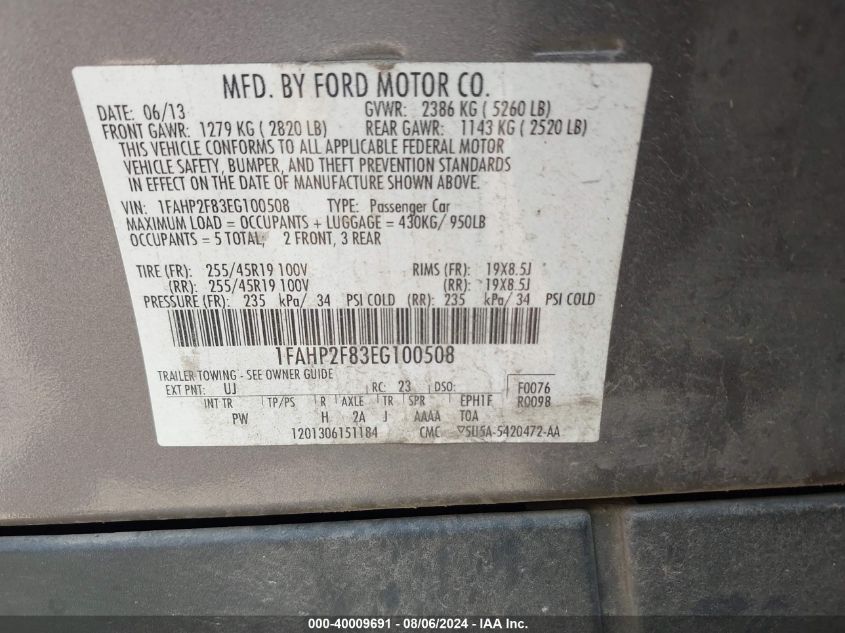 MFD. BY FORD MOTOR CO.
DATE: 06/13 GVWR: 2386 KG ( 5260 LB)
FRONT GAWR: 1279 KG ( 2820 LB) REAR GAWR: 1143 KG ( 2520 LB)
THIS VEHICLE CONFORMS TO ALL APPLICABLE FEDERAL MOTOR
VEHICLE SAFETY, BUMPER, AND THEFT PREVENTION STANDARDS
IN EFFECT ON THE DATE OF MANUFACTURE SHOWN ABOVE.
VIN: 1FAHP2F83EG100508 TYPE: Passenger Car
MAXIMUM LOAD = OCCUPANTS + LUGGAGE = 430KG/ 950LB
OCCUPANTS = 5 TOTAL, 2 FRONT, 3 REAR
TIRE (FR): 255/45R19 100V RIMS (FR): 19X8.5J
(RR): 255/45R19 100V (RR): 19X8.5J
PRESSURE (FR): 235 kPa/ 34 PSI COLD (RR): 235 kPa/ 34 PSI COLD
1FAHP2F83EG100508
TRAILER TOWING - SEE OWNER GUIDE
EXT PNT: UJ RC: 23 DSO: F0076
INT TR TP/PS R AXLE TR SPR EPH1F R0098
PW H 2A J AAAA TOA
1201306151184 CMC ▽5U5A-5420472-AA
000-40009691 - 08/06/2024 - IAAI.COM